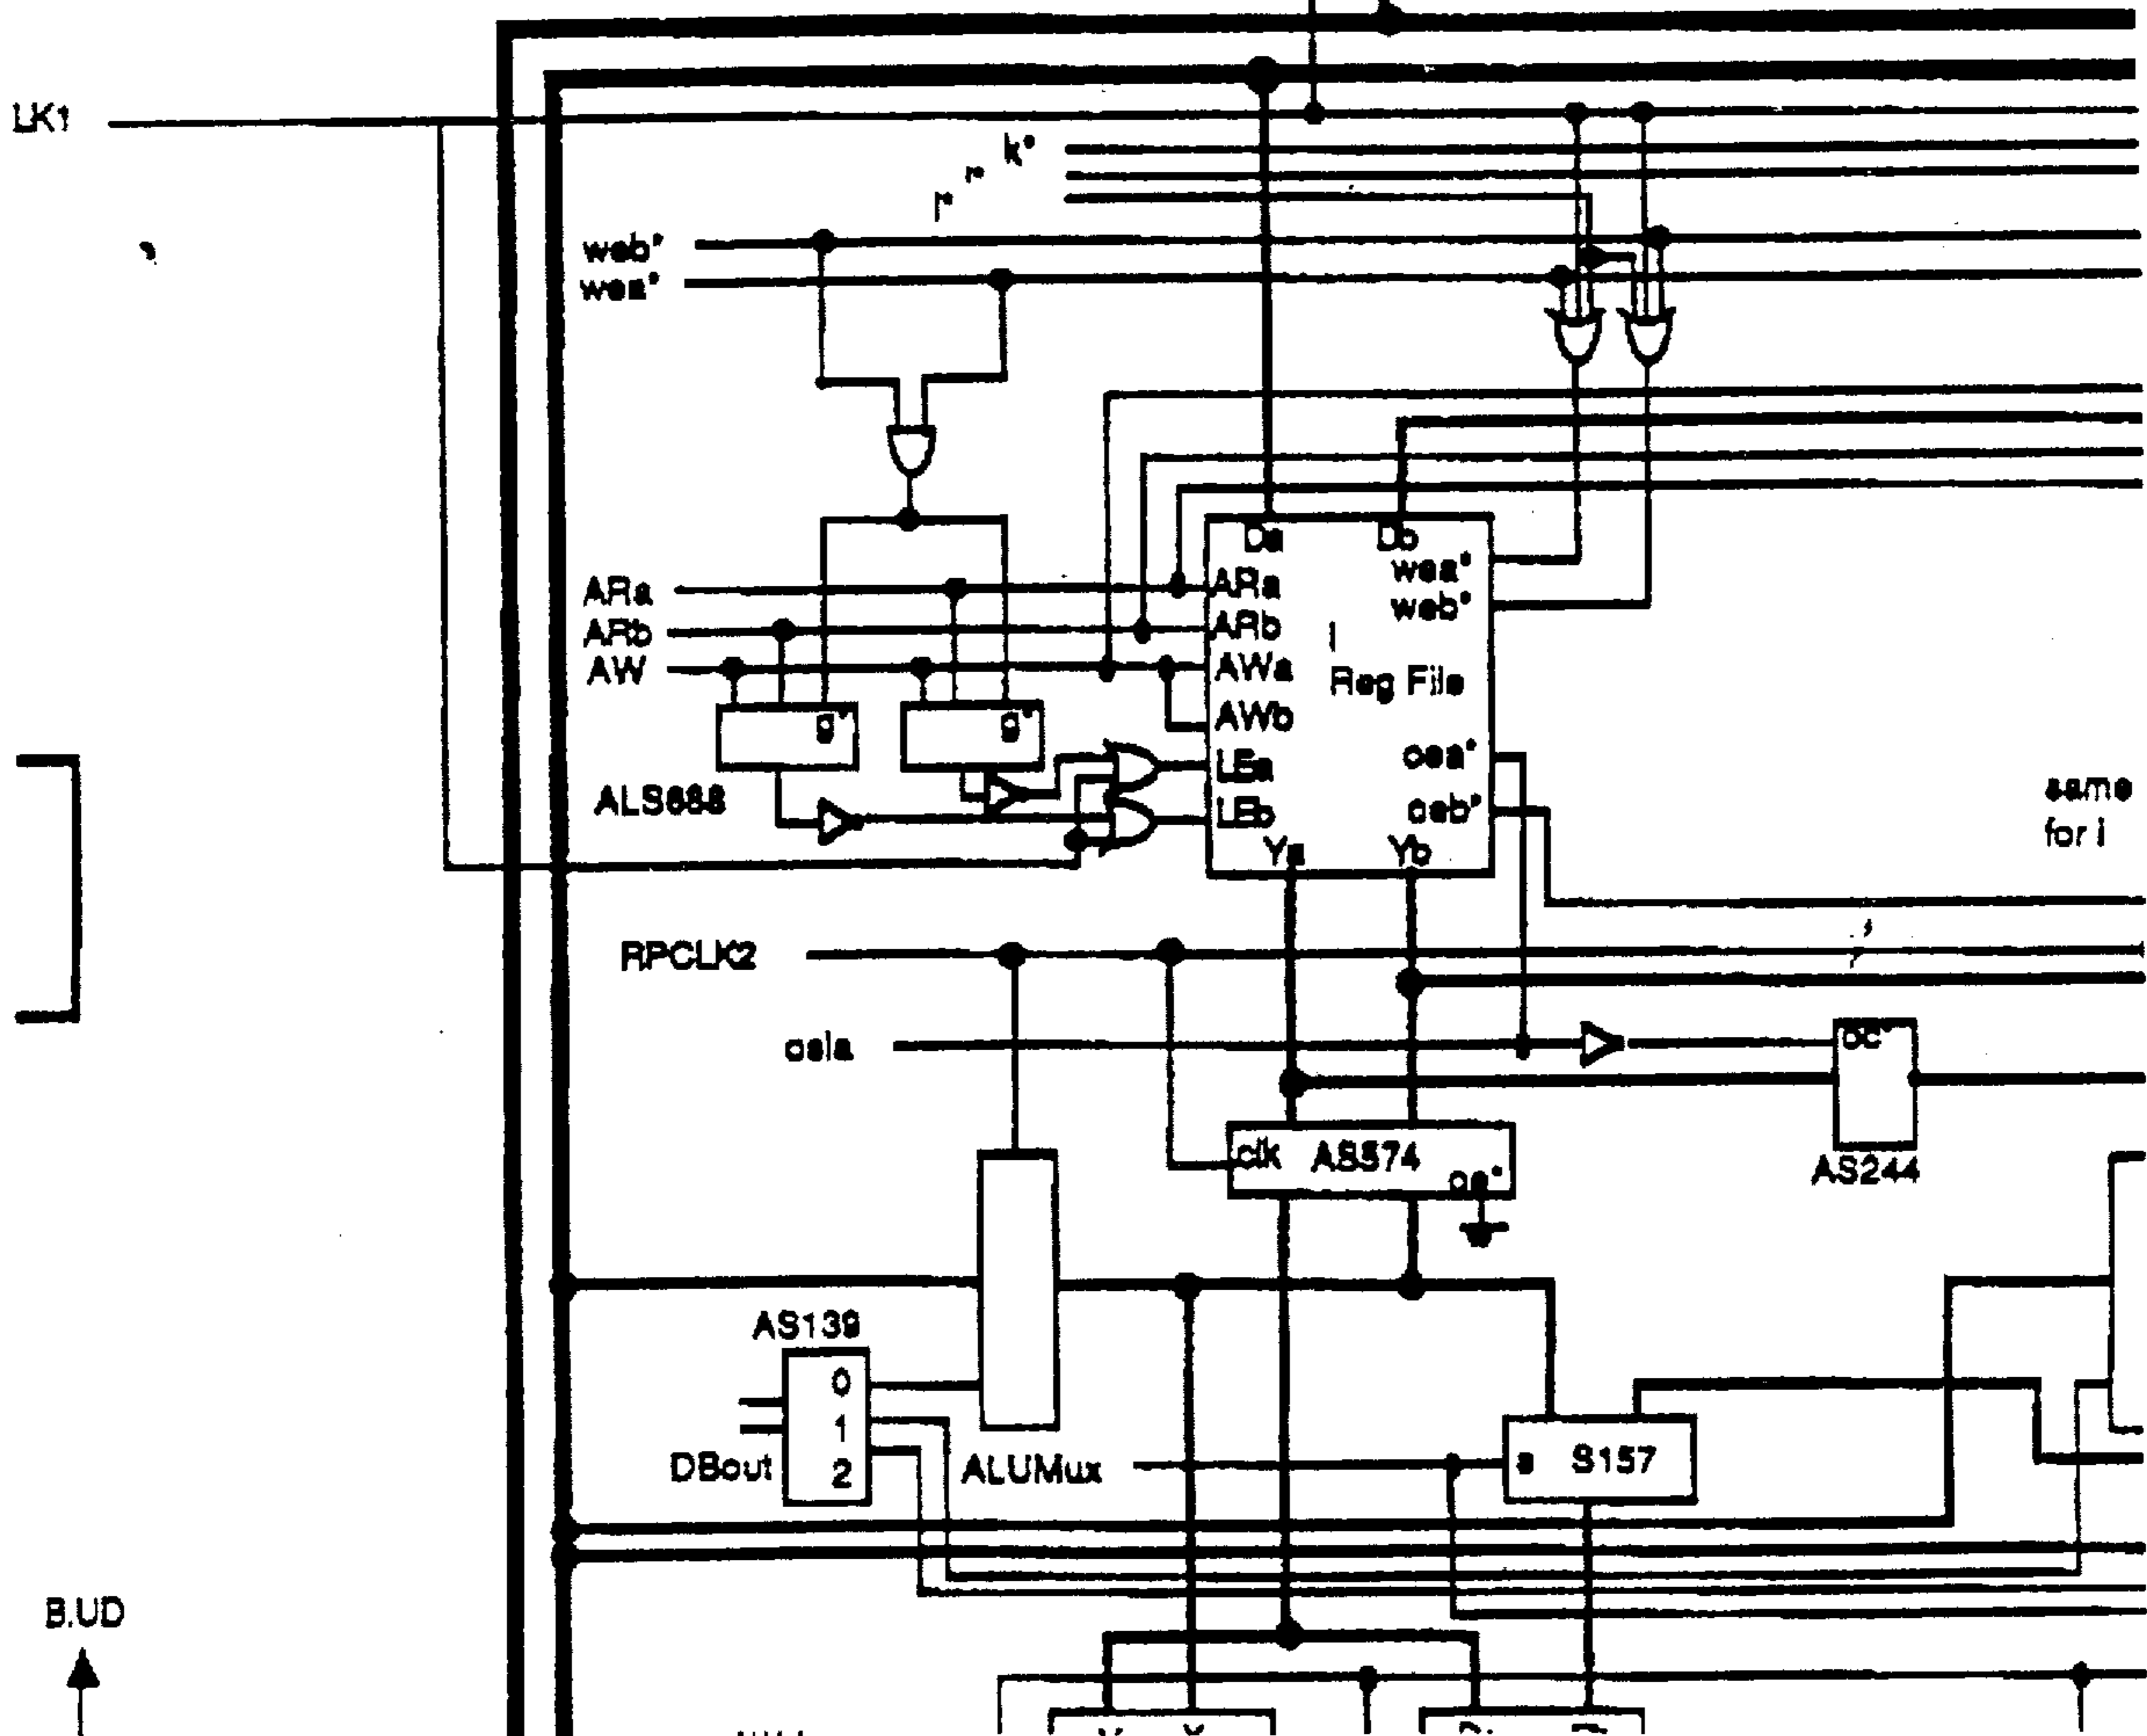 LK1
k*
r*
web*
wea*
Da Db
wea*
web*
ARa
ARb
AW
ARa
ARb
AWa
AWb
LEa
LEb
I
Reg File
oea*
oeb*
Ya Yb
g* g*
ALS688
same
for i
RPCLK2
oela
oc*
clk AS574
oe*
AS244
AS139
0
1
2
DBout
ALUMux
S157
B.UD